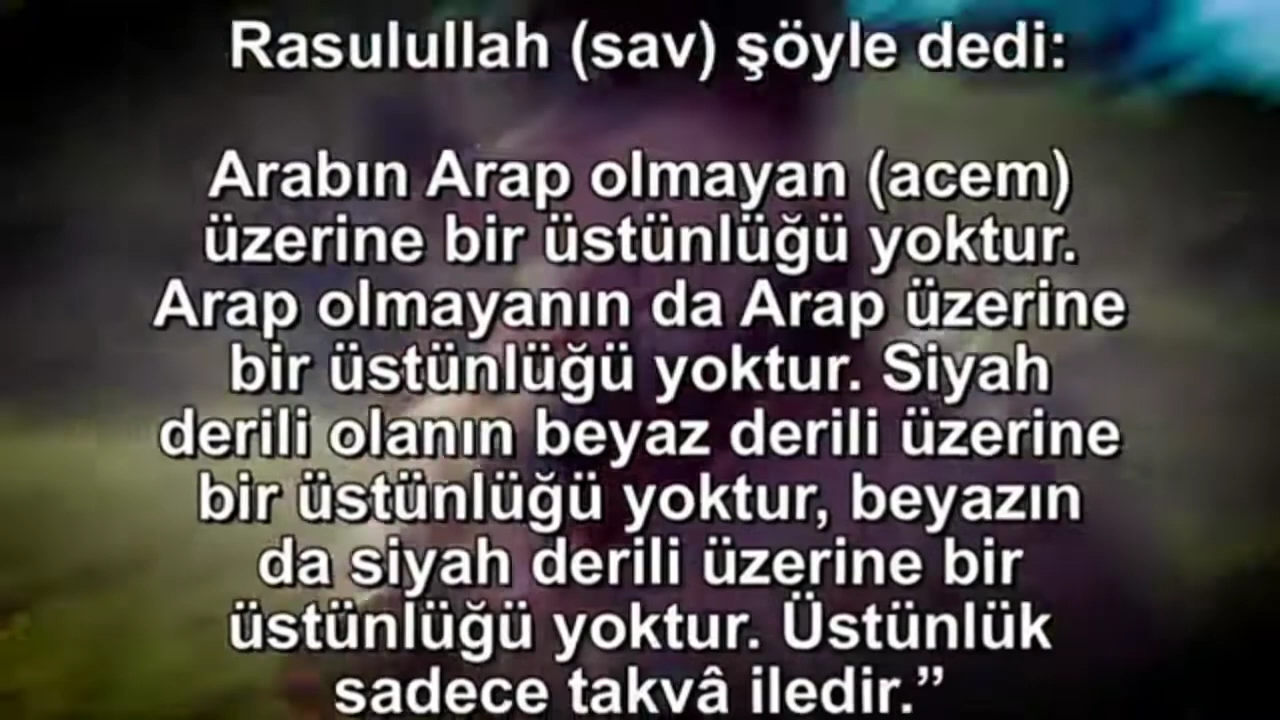 Rasulullah (sav) şöyle dedi:
Arabın Arap olmayan (acem)
üzerine bir üstünlüğü yoktur.
Arap olmayanın da Arap üzerine
bir üstünlüğü yoktur. Siyah
derili olanın beyaz derili üzerine
bir üstünlüğü yoktur, beyazın
da siyah derili üzerine bir
üstünlüğü yoktur. Üstünlük
sadece takvâ iledir.”